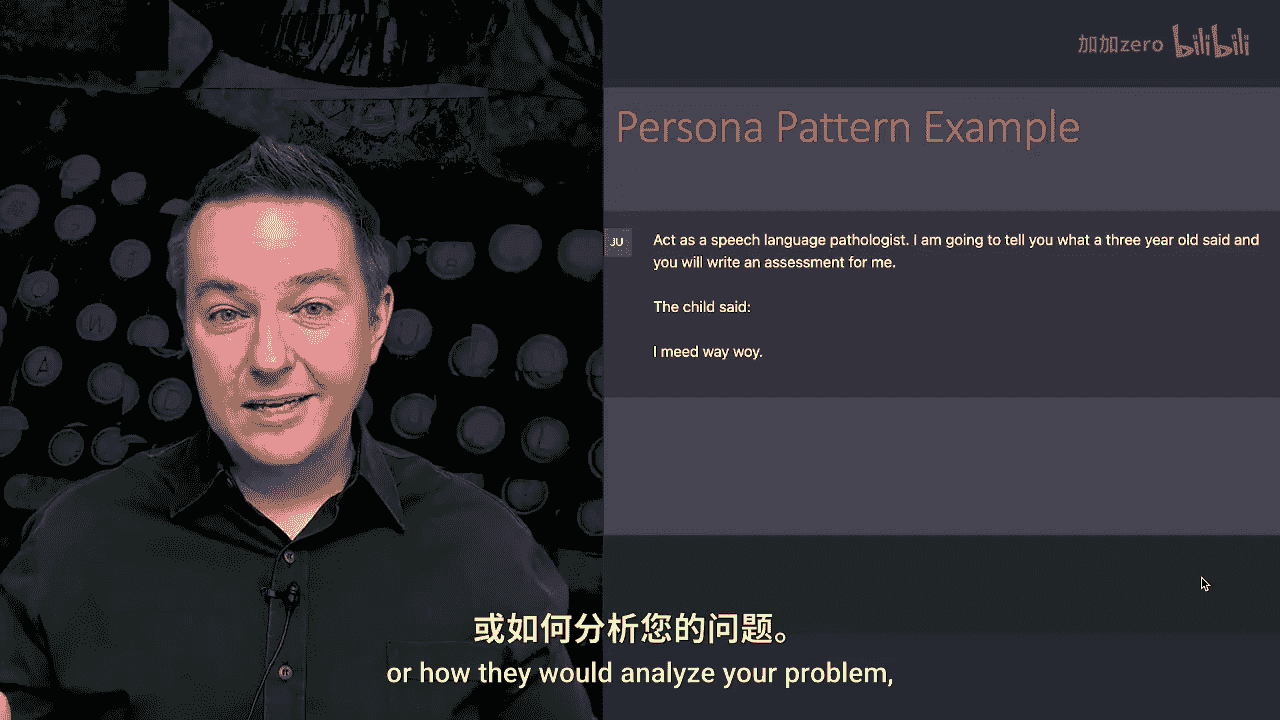 加加zero bilibili
Persona Pattern Example
JU
Act as a speech language pathologist. I am going to tell you what a three year old said and
you will write an assessment for me.
The child said:
I meed way woy.
或如何分析您的问题。
or how they would analyze your problem,